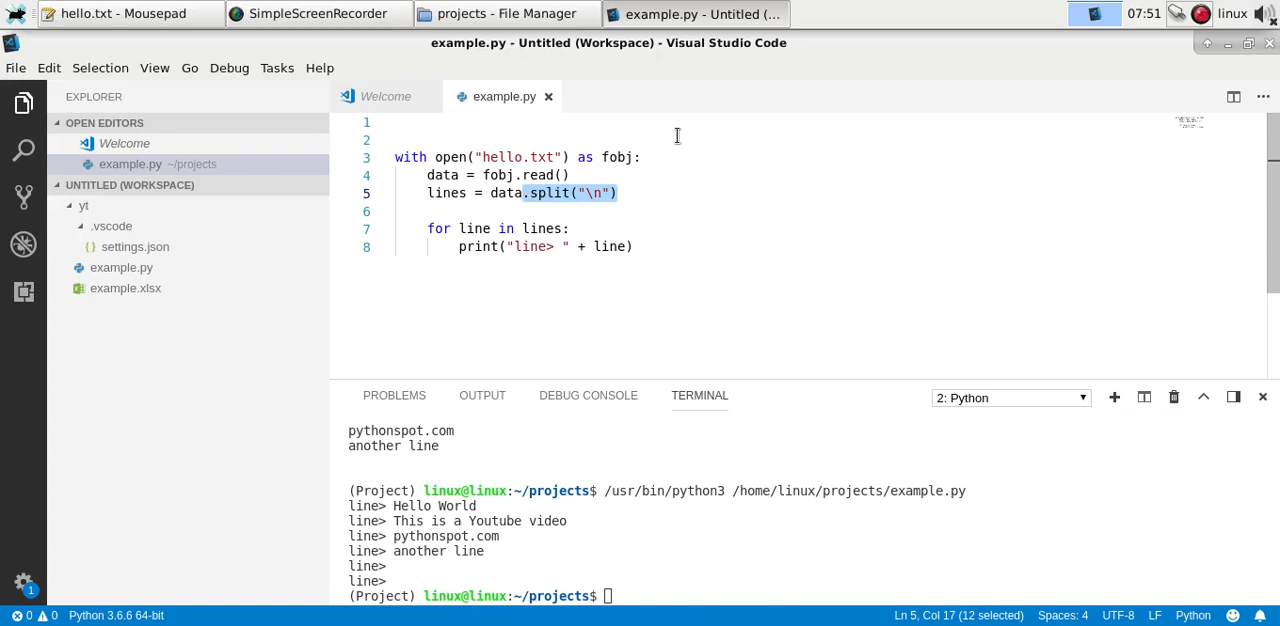 hello.txt - Mousepad
SimpleScreenRecorder
projects - File Manager
example.py - Untitled (...
07:51
linux
example.py - Untitled (Workspace) - Visual Studio Code
File Edit Selection View Go Debug Tasks Help
EXPLORER
OPEN EDITORS
Welcome
example.py ~/projects
UNTITLED (WORKSPACE)
yt
.vscode
{} settings.json
example.py
example.xlsx
1
Welcome
example.py
1
2
3 with open("hello.txt") as fobj:
4 data = fobj.read()
5 lines = data.split("\n")
6
7 for line in lines:
8 print("line> " + line)
PROBLEMS OUTPUT DEBUG CONSOLE TERMINAL
2: Python
pythonspot.com
another line
(Project) linux@linux:~/projects$ /usr/bin/python3 /home/linux/projects/example.py
line> Hello World
line> This is a Youtube video
line> pythonspot.com
line> another line
line>
line>
(Project) linux@linux:~/projects$
0 0 Python 3.6.6 64-bit
Ln 5, Col 17 (12 selected) Spaces: 4 UTF-8 LF Python